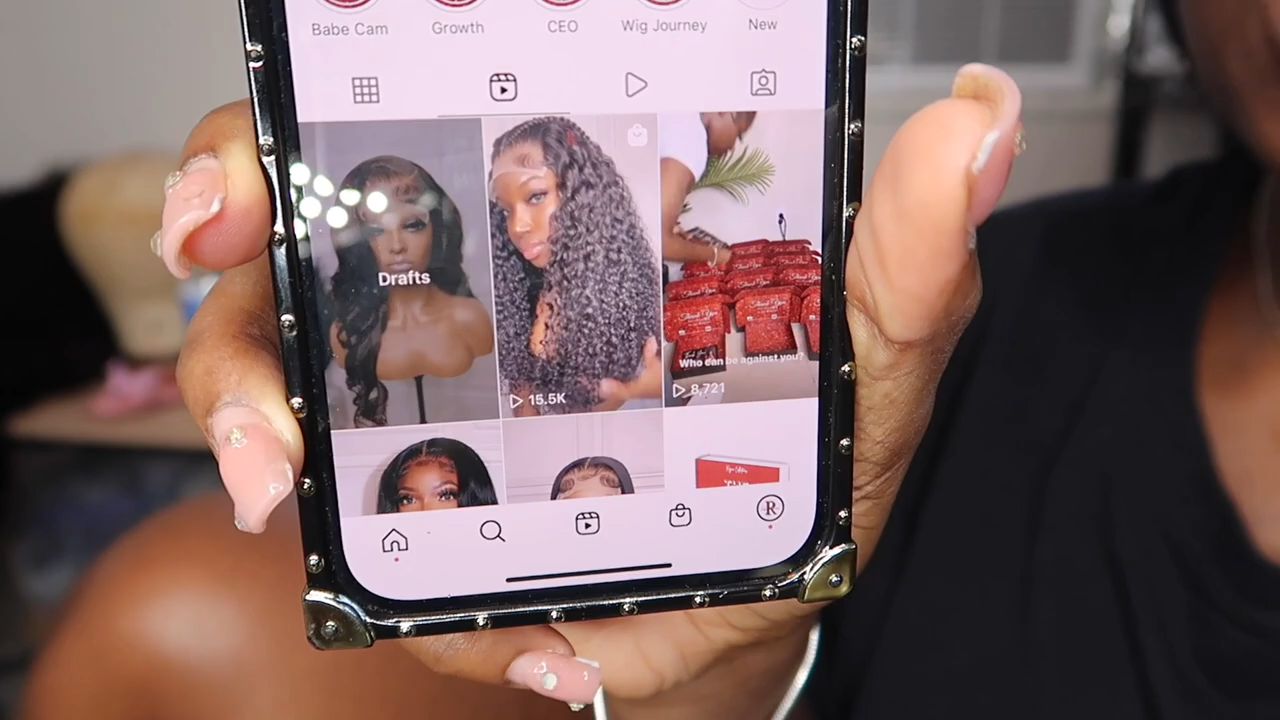 Babe Cam
Growth
CEO
Wig Journey
New
Drafts
15.5K
Who can be against you?
8,721
R